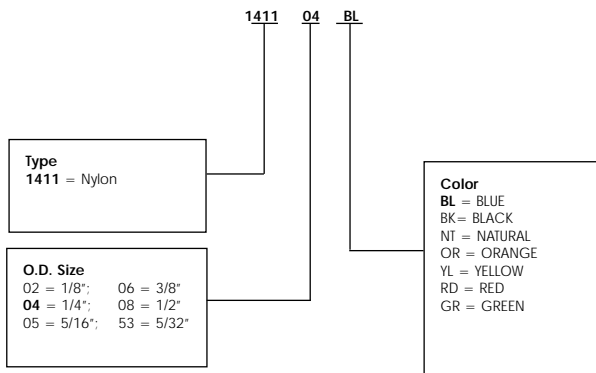 1411 04 BL
Type
1411 = Nylon
O.D. Size
02 = 1/8"; 06 = 3/8"
04 = 1/4"; 08 = 1/2"
05 = 5/16"; 53 = 5/32"
Color
BL = BLUE
BK= BLACK
NT = NATURAL
OR = ORANGE
YL = YELLOW
RD = RED
GR = GREEN